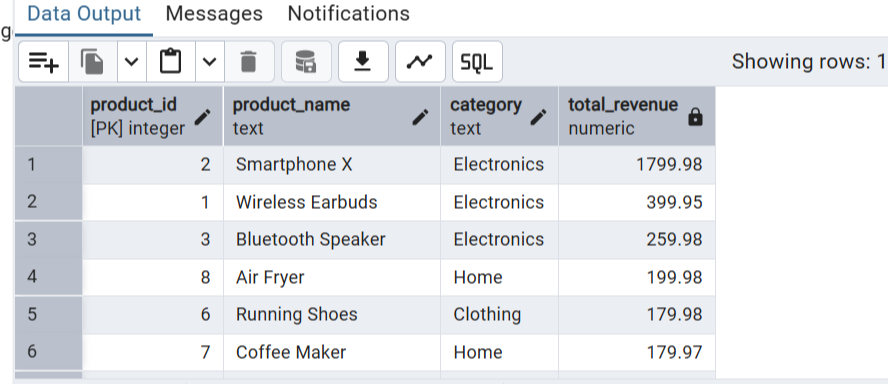 g
Data Output Messages Notifications
SQL
Showing rows: 1
product_id product_name category total_revenue
[PK] integer text text numeric
1 2 Smartphone X Electronics 1799.98
2 1 Wireless Earbuds Electronics 399.95
3 3 Bluetooth Speaker Electronics 259.98
4 8 Air Fryer Home 199.98
5 6 Running Shoes Clothing 179.98
6 7 Coffee Maker Home 179.97